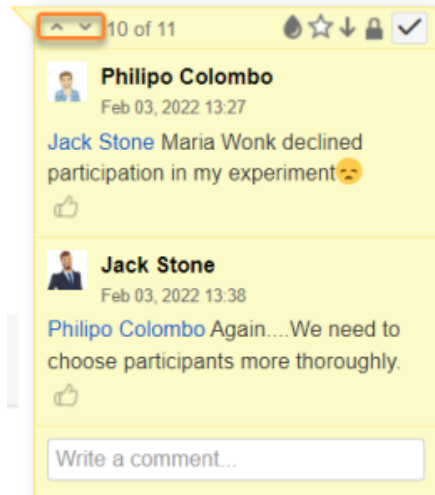 10 of 11
Philipo Colombo
Feb 03, 2022 13:27
Jack Stone Maria Wonk declined
participation in my experiment😞
Jack Stone
Feb 03, 2022 13:38
Philipo Colombo Again....We need to
choose participants more thoroughly.
Write a comment...